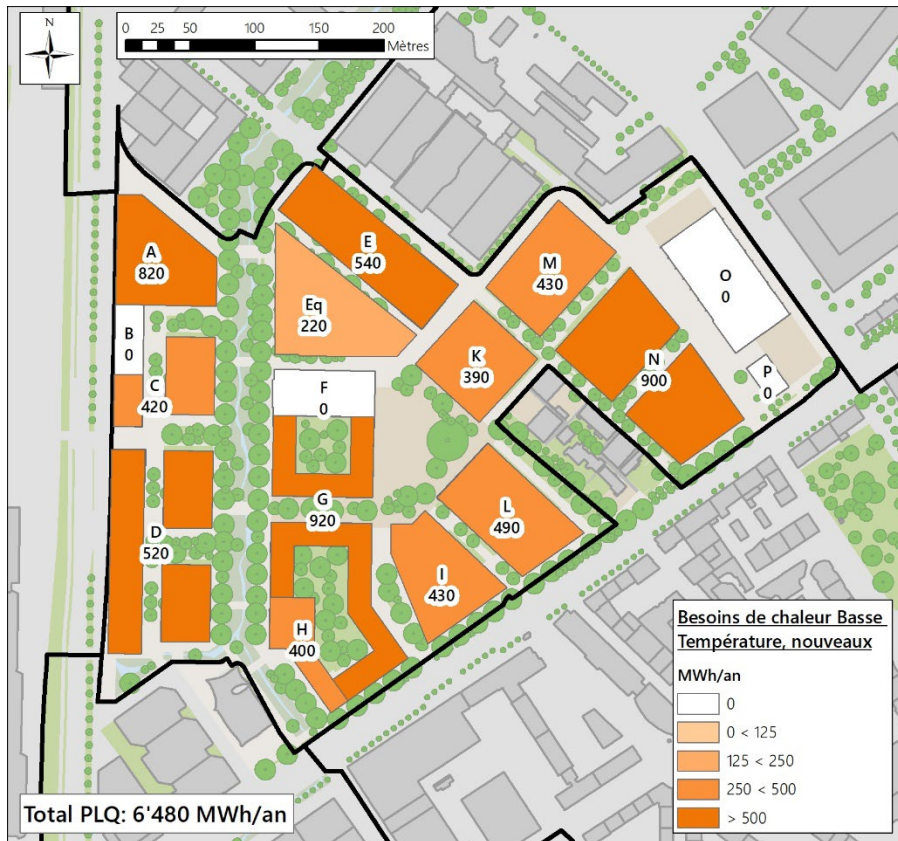 N
0 25 50 100 150 200
Mètres
A
820
B
0
C
420
D
520
E
540
Eq
220
F
0
G
920
H
400
I
430
K
390
L
490
M
430
N
900
O
0
P
0
Besoins de chaleur Basse
Température, nouveaux
MWh/an
0
0 < 125
125 < 250
250 < 500
> 500
Total PLQ: 6'480 MWh/an